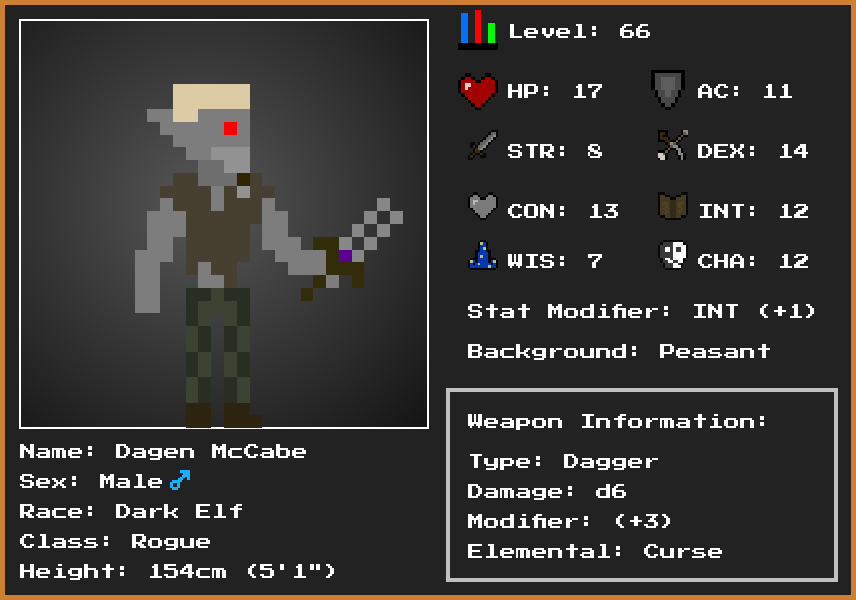 Level: 66
HP: 17 AC: 11
STR: 8 DEX: 14
CON: 13 INT: 12
WIS: 7 CHA: 12
Stat Modifier: INT (+1)
Background: Peasant
Weapon Information:
Type: Dagger
Damage: d6
Modifier: (+3)
Elemental: Curse
Name: Dagen McCabe
Sex: Male ♂
Race: Dark Elf
Class: Rogue
Height: 154cm (5'1")